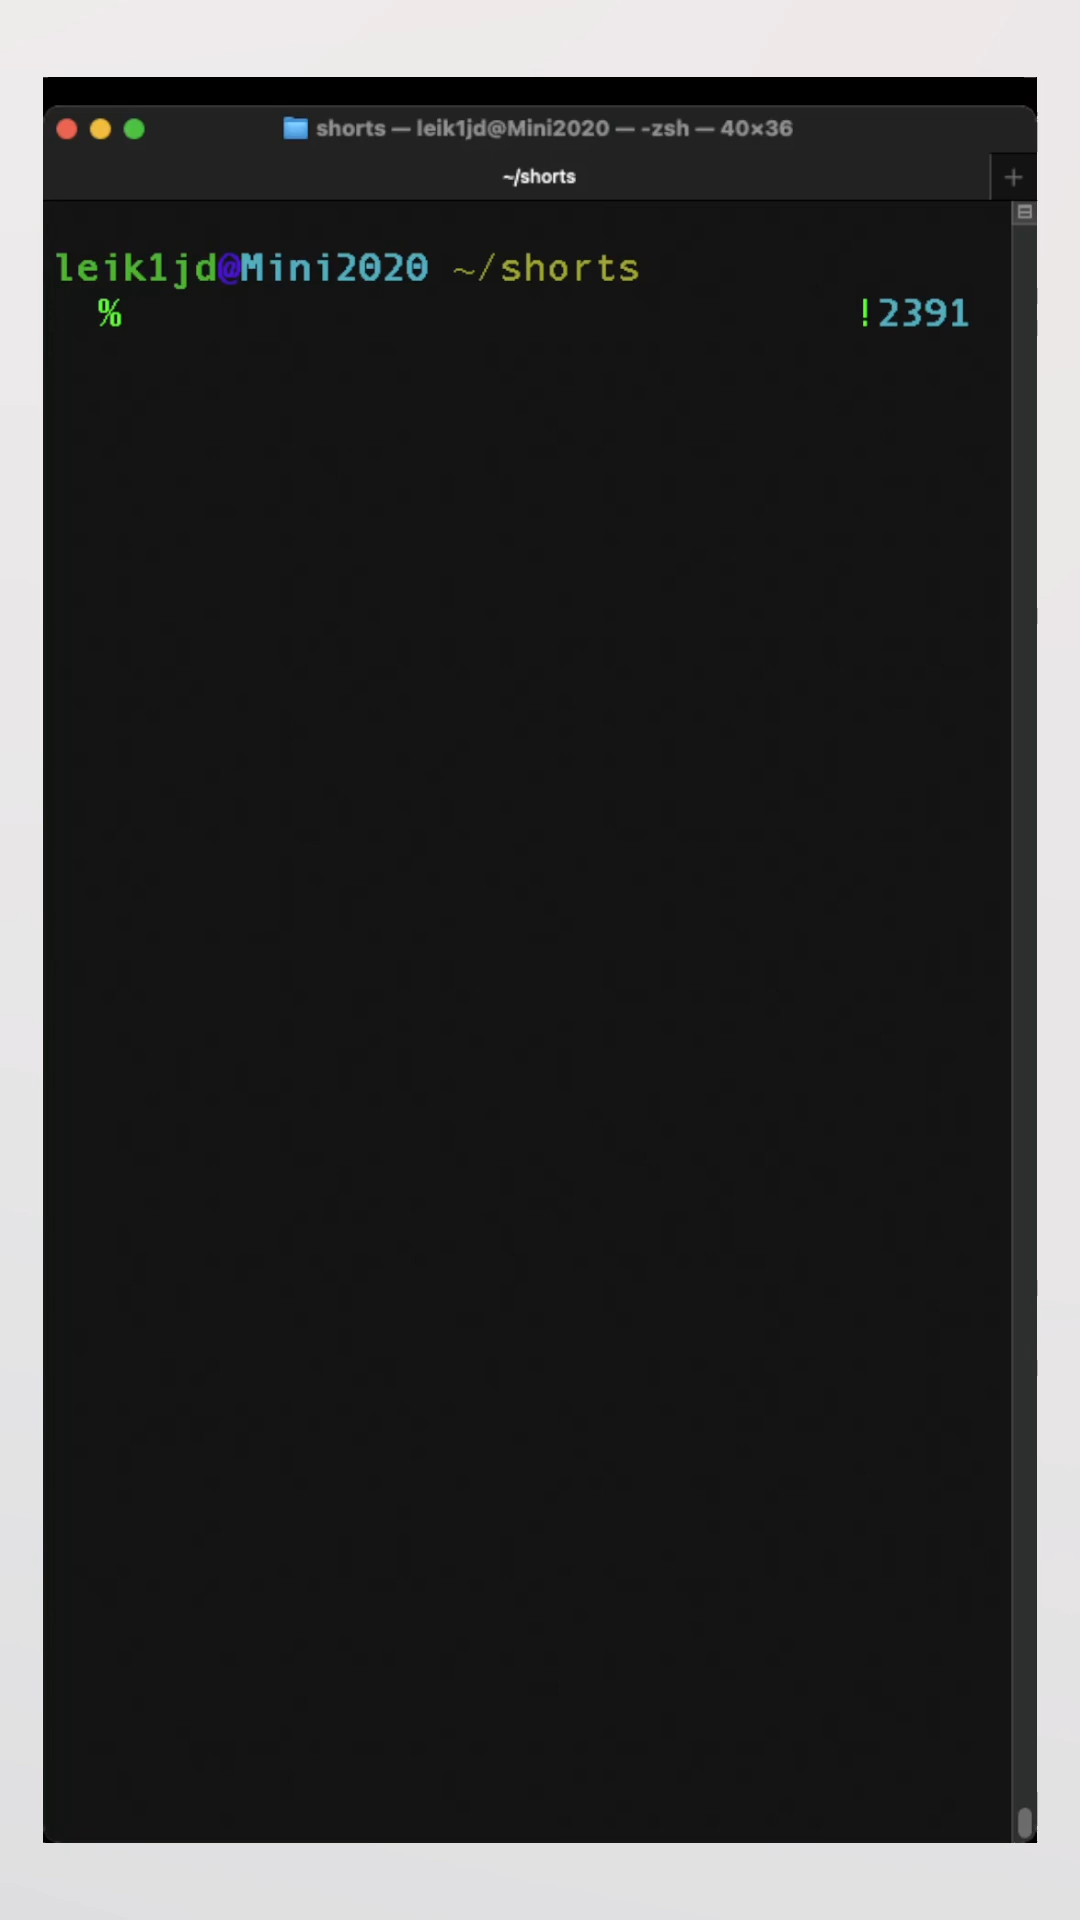 shorts — leik1jd@Mini2020 — -zsh — 40×36
~/shorts
leik1jd@Mini2020 ~/shorts
% !2391